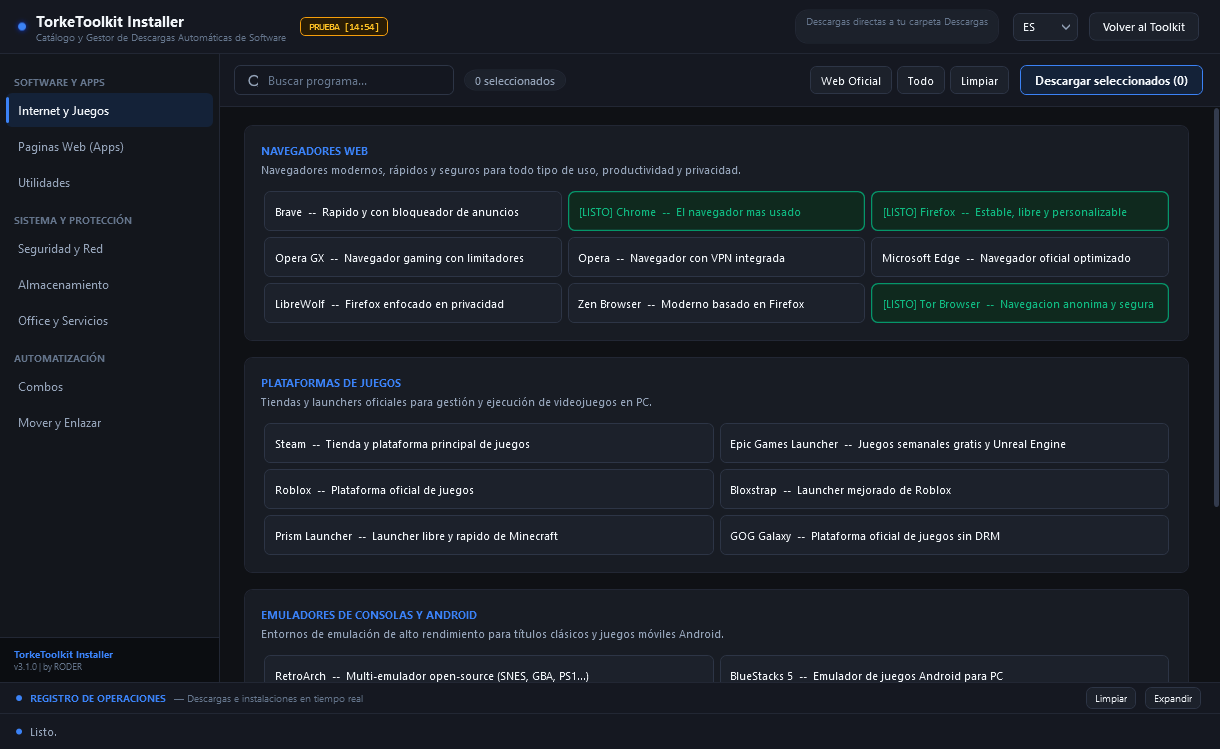 TorkeToolkit Installer
Catálogo y Gestor de Descargas Automáticas de Software
PRUEBA [14:54]
Descargas directas a tu carpeta Descargas
ES
Volver al Toolkit
SOFTWARE Y APPS
Internet y Juegos
Paginas Web (Apps)
Utilidades
SISTEMA Y PROTECCIÓN
Seguridad y Red
Almacenamiento
Office y Servicios
AUTOMATIZACIÓN
Combos
Mover y Enlazar
TorkeToolkit Installer
v3.1.0 | by RODER
Buscar programa...
0 seleccionados
Web Oficial
Todo
Limpiar
Descargar seleccionados (0)
NAVEGADORES WEB
Navegadores modernos, rápidos y seguros para todo tipo de uso, productividad y privacidad.
Brave -- Rapido y con bloqueador de anuncios
[LISTO] Chrome -- El navegador mas usado
[LISTO] Firefox -- Estable, libre y personalizable
Opera GX -- Navegador gaming con limitadores
Opera -- Navegador con VPN integrada
Microsoft Edge -- Navegador oficial optimizado
LibreWolf -- Firefox enfocado en privacidad
Zen Browser -- Moderno basado en Firefox
[LISTO] Tor Browser -- Navegacion anonima y segura
PLATAFORMAS DE JUEGOS
Tiendas y launchers oficiales para gestión y ejecución de videojuegos en PC.
Steam -- Tienda y plataforma principal de juegos
Epic Games Launcher -- Juegos semanales gratis y Unreal Engine
Roblox -- Plataforma oficial de juegos
Bloxstrap -- Launcher mejorado de Roblox
Prism Launcher -- Launcher libre y rapido de Minecraft
GOG Galaxy -- Plataforma oficial de juegos sin DRM
EMULADORES DE CONSOLAS Y ANDROID
Entornos de emulación de alto rendimiento para títulos clásicos y juegos móviles Android.
RetroArch -- Multi-emulador open-source (SNES, GBA, PS1...)
BlueStacks 5 -- Emulador de juegos Android para PC
REGISTRO DE OPERACIONES — Descargas e instalaciones en tiempo real
Limpiar
Expandir
Listo.